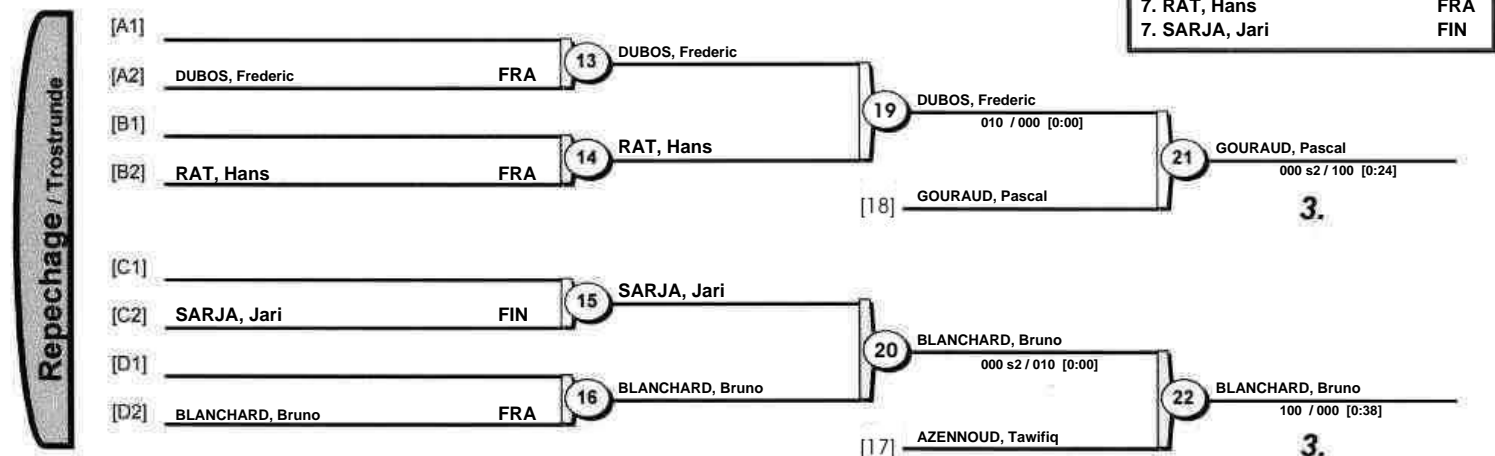 7. RAT, Hans FRA
7. SARJA, Jari FIN
Repechage / Trostrunde
[A1]
13 DUBOS, Frederic
[A2] DUBOS, Frederic FRA
19 DUBOS, Frederic
010 / 000 [0:00]
[B1]
14 RAT, Hans
[B2] RAT, Hans FRA
21 GOURAUD, Pascal
000 s2 / 100 [0:24]
[18] GOURAUD, Pascal
3.
[C1]
15 SARJA, Jari
[C2] SARJA, Jari FIN
20 BLANCHARD, Bruno
000 s2 / 010 [0:00]
[D1]
16 BLANCHARD, Bruno
[D2] BLANCHARD, Bruno FRA
22 BLANCHARD, Bruno
100 / 000 [0:38]
[17] AZENNOUD, Tawifiq
3.